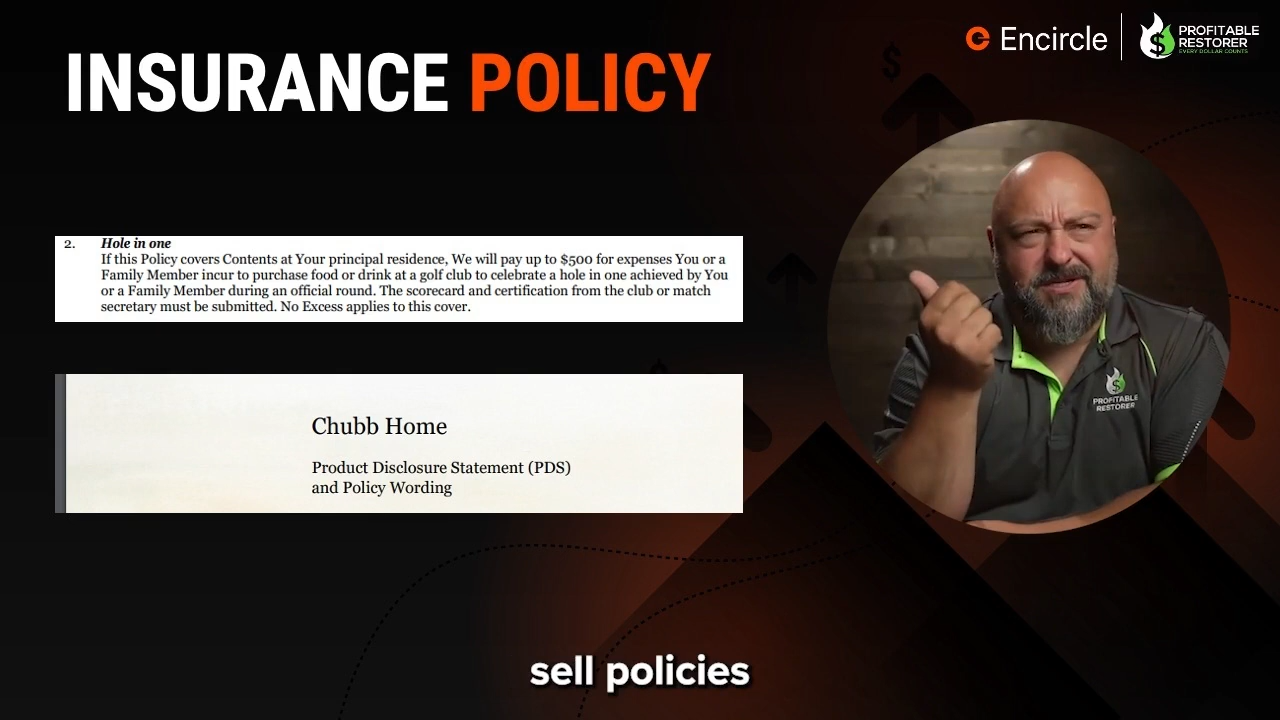 INSURANCE POLICY
Encircle
PROFITABLE
RESTORER
EVERY DOLLAR COUNTS
2. Hole in one
If this Policy covers Contents at Your principal residence, We will pay up to $500 for expenses You or a
Family Member incur to purchase food or drink at a golf club to celebrate a hole in one achieved by You
or a Family Member during an official round. The scorecard and certification from the club or match
secretary must be submitted. No Excess applies to this cover.
Chubb Home
Product Disclosure Statement (PDS)
and Policy Wording
PROFITABLE
RESTORER
sell policies